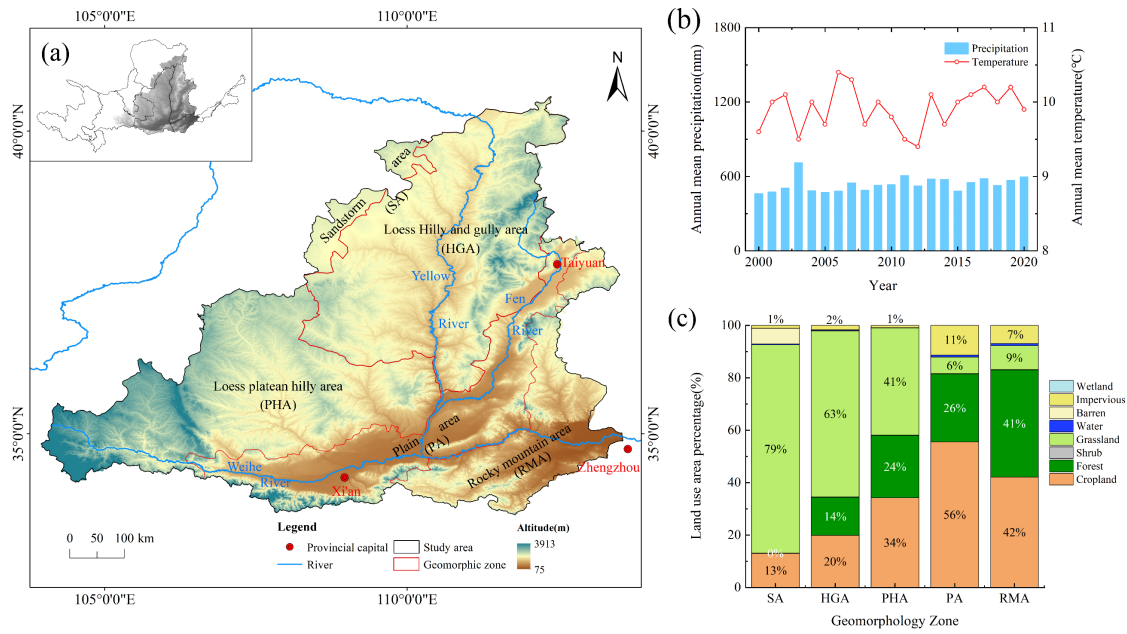 105°0'0"E
110°0'0"E
(a)
N
40°0'0"N
40°0'0"N
35°0'0"N
35°0'0"N
Sandstorm area
(SA)
Loess Hilly and gully area
(HGA)
Taiyuan
Yellow
River
Fen
River
Loess platean hilly area
(PHA)
Plain area
(PA)
Rocky mountain area
(RMA)
Zhengzhou
Weihe
River
Xi'an
Legend
Provincial capital
Study area
River
Geomorphic zone
Altitude(m)
3913
75
0 50 100 km
105°0'0"E
110°0'0"E
(b)
Annual mean precipitation(mm)
1800
1200
600
0
Precipitation
Temperature
11
10
9
8
Annual mean temperature(℃)
2000 2005 2010 2015 2020
Year
(c)
Land use area percentage(%)
100
80
60
40
20
0
1% 2% 1% 11% 7%
79% 63% 41% 6% 9%
0% 14% 24% 26% 41%
13% 20% 34% 56% 42%
SA HGA PHA PA RMA
Geomorphology Zone
Wetland
Impervious
Barren
Water
Grassland
Shrub
Forest
Cropland